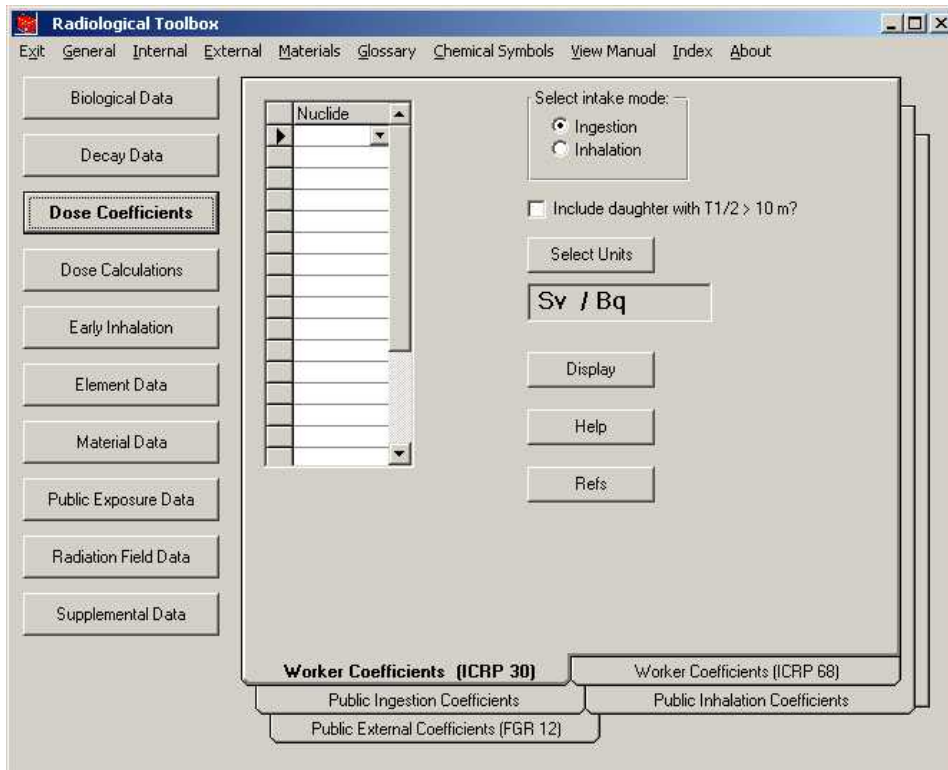 Radiological Toolbox
Exit General Internal External Materials Glossary Chemical Symbols View Manual Index About
Biological Data
Decay Data
Dose Coefficients
Dose Calculations
Early Inhalation
Element Data
Material Data
Public Exposure Data
Radiation Field Data
Supplemental Data
Nuclide
Select intake mode:
Ingestion
Inhalation
Include daughter with T1/2 > 10 m?
Select Units
Sv / Bq
Display
Help
Refs
Worker Coefficients (ICRP 30)
Worker Coefficients (ICRP 68)
Public Ingestion Coefficients
Public Inhalation Coefficients
Public External Coefficients (FGR 12)